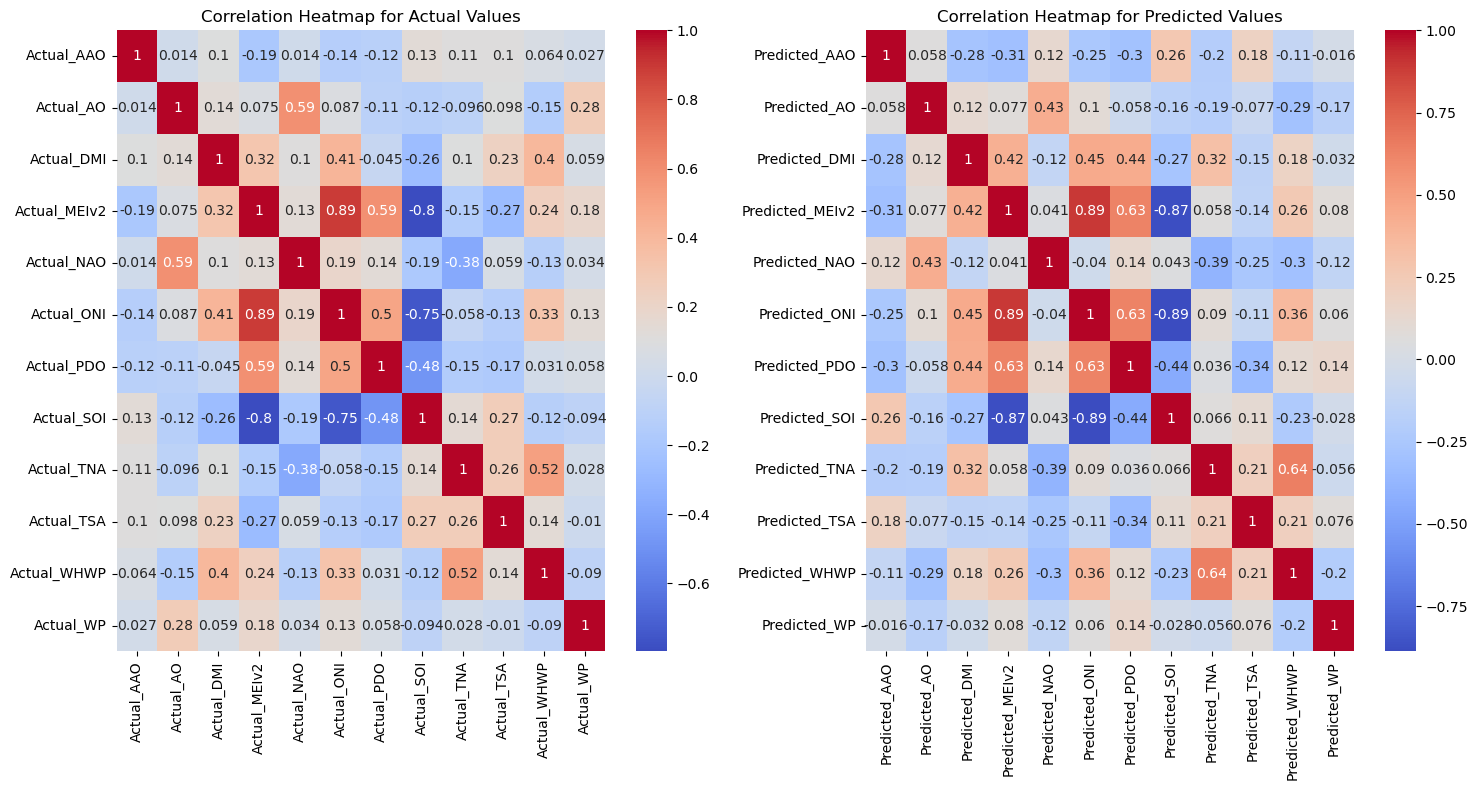 Correlation Heatmap for Actual Values
Actual_AAO 1 0.014 0.1 -0.19 0.014 -0.14 -0.12 0.13 0.11 0.1 0.064 0.027
Actual_AO 0.014 1 0.14 0.075 0.59 0.087 -0.11 -0.12 -0.096 0.098 -0.15 0.28
Actual_DMI 0.1 0.14 1 0.32 0.1 0.41 -0.045 -0.26 0.1 0.23 0.4 0.059
Actual_MEIv2 -0.19 0.075 0.32 1 0.13 0.89 0.59 -0.8 -0.15 -0.27 0.24 0.18
Actual_NAO 0.014 0.59 0.1 0.13 1 0.19 0.14 -0.19 -0.38 0.059 -0.13 0.034
Actual_ONI -0.14 0.087 0.41 0.89 0.19 1 0.5 -0.75 -0.058 -0.13 0.33 0.13
Actual_PDO -0.12 -0.11 -0.045 0.59 0.14 0.5 1 -0.48 -0.15 -0.17 0.031 0.058
Actual_SOI 0.13 -0.12 -0.26 -0.8 -0.19 -0.75 -0.48 1 0.14 0.27 -0.12 -0.094
Actual_TNA 0.11 -0.096 0.1 -0.15 -0.38 -0.058 -0.15 0.14 1 0.26 0.52 0.028
Actual_TSA 0.1 0.098 0.23 -0.27 0.059 -0.13 -0.17 0.27 0.26 1 0.14 -0.01
Actual_WHWP 0.064 -0.15 0.4 0.24 -0.13 0.33 0.031 -0.12 0.52 0.14 1 -0.09
Actual_WP 0.027 0.28 0.059 0.18 0.034 0.13 0.058 -0.094 0.028 -0.01 -0.09 1
Actual_AAO
Actual_AO
Actual_DMI
Actual_MEIv2
Actual_NAO
Actual_ONI
Actual_PDO
Actual_SOI
Actual_TNA
Actual_TSA
Actual_WHWP
Actual_WP
1.0
0.8
0.6
0.4
0.2
0.0
−0.2
−0.4
−0.6
Correlation Heatmap for Predicted Values
Predicted_AAO 1 0.058 -0.28 -0.31 0.12 -0.25 -0.3 0.26 -0.2 0.18 -0.11 -0.016
Predicted_AO 0.058 1 0.12 0.077 0.43 0.1 -0.058 -0.16 -0.19 -0.077 -0.29 -0.17
Predicted_DMI -0.28 0.12 1 0.42 -0.12 0.45 0.44 -0.27 0.32 -0.15 0.18 -0.032
Predicted_MEIv2 -0.31 0.077 0.42 1 0.041 0.89 0.63 -0.87 0.058 -0.14 0.26 0.08
Predicted_NAO 0.12 0.43 -0.12 0.041 1 -0.04 0.14 0.043 -0.39 -0.25 -0.3 -0.12
Predicted_ONI -0.25 0.1 0.45 0.89 -0.04 1 0.63 -0.89 0.09 -0.11 0.36 0.06
Predicted_PDO -0.3 -0.058 0.44 0.63 0.14 0.63 1 -0.44 0.036 -0.34 0.12 0.14
Predicted_SOI 0.26 -0.16 -0.27 -0.87 0.043 -0.89 -0.44 1 0.066 0.11 -0.23 -0.028
Predicted_TNA -0.2 -0.19 0.32 0.058 -0.39 0.09 0.036 0.066 1 0.21 0.64 -0.056
Predicted_TSA 0.18 -0.077 -0.15 -0.14 -0.25 -0.11 -0.34 0.11 0.21 1 0.21 0.076
Predicted_WHWP -0.11 -0.29 0.18 0.26 -0.3 0.36 0.12 -0.23 0.64 0.21 1 -0.2
Predicted_WP -0.016 -0.17 -0.032 0.08 -0.12 0.06 0.14 -0.028 -0.056 0.076 -0.2 1
Predicted_AAO
Predicted_AO
Predicted_DMI
Predicted_MEIv2
Predicted_NAO
Predicted_ONI
Predicted_PDO
Predicted_SOI
Predicted_TNA
Predicted_TSA
Predicted_WHWP
Predicted_WP
1.00
0.75
0.50
0.25
0.00
−0.25
−0.50
−0.75